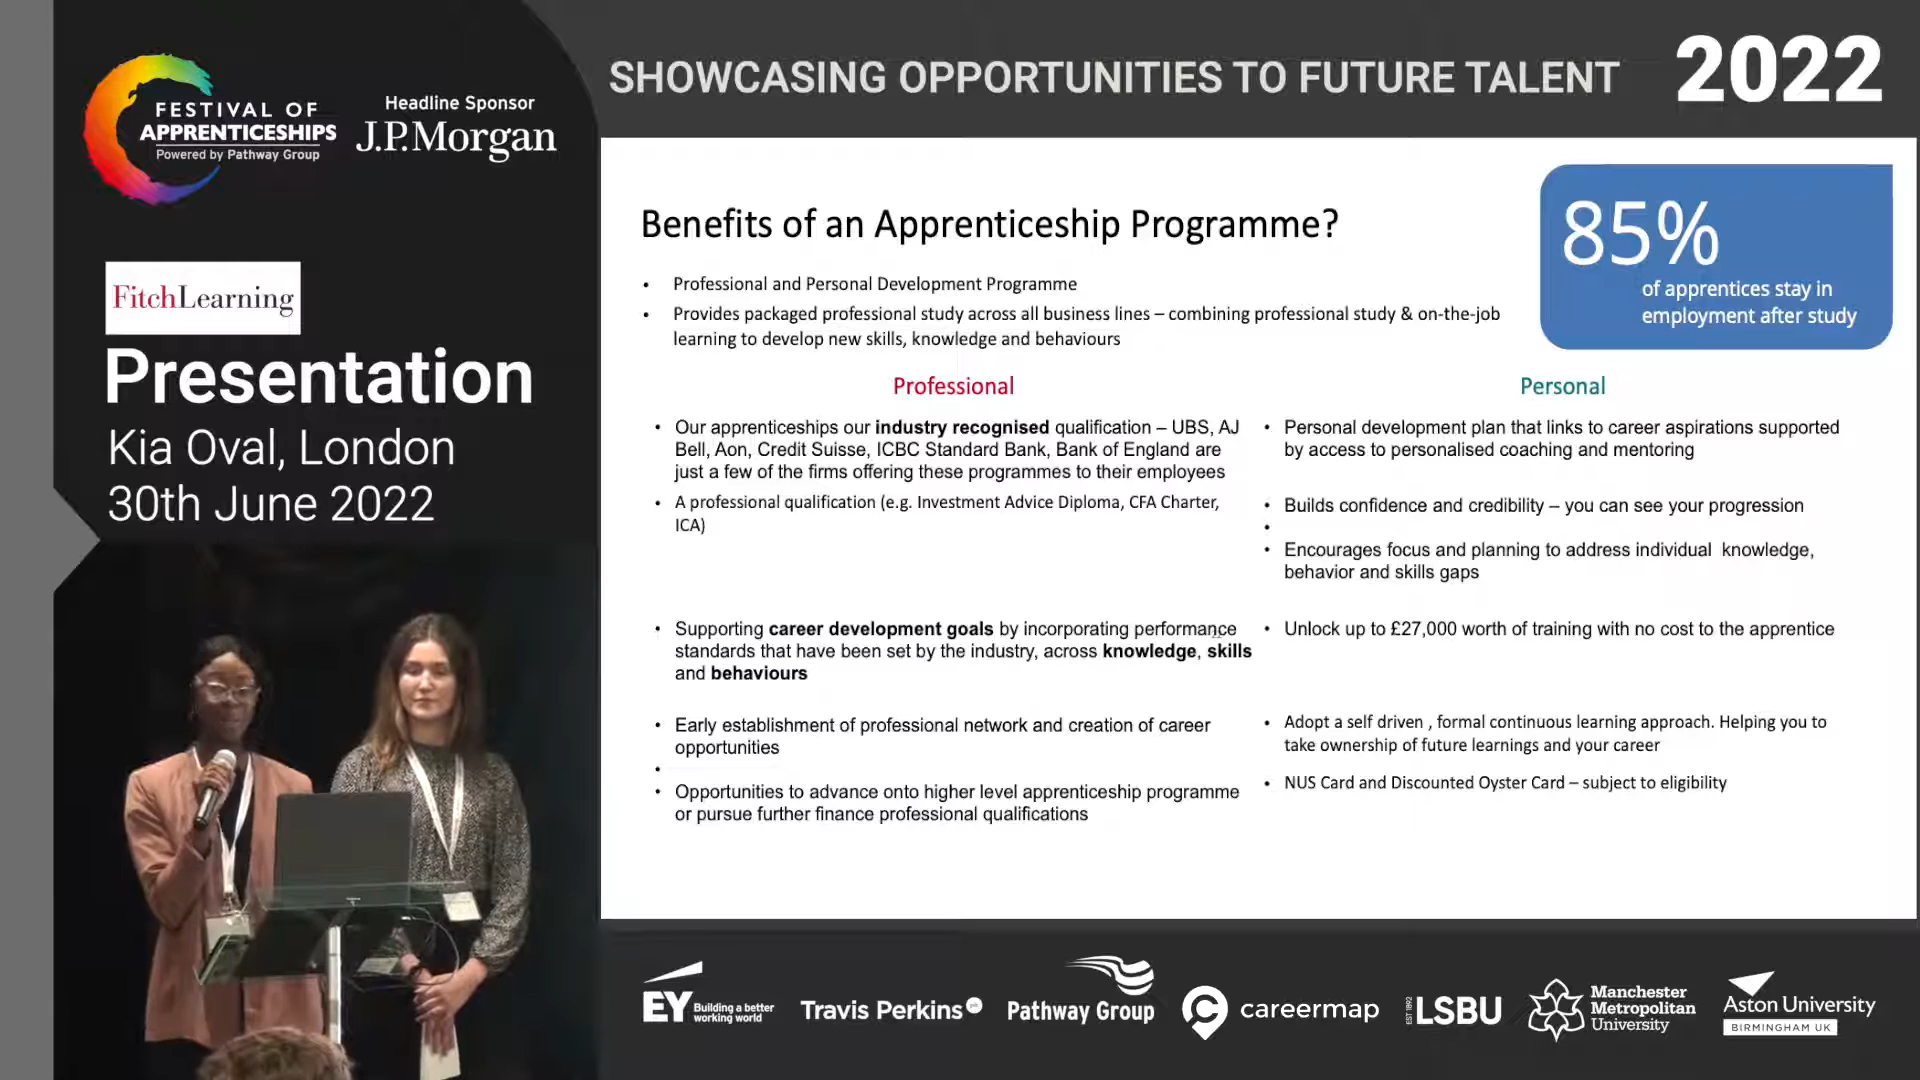 FESTIVAL OF
APPRENTICESHIPS
Powered by Pathway Group
Headline Sponsor
J.P.Morgan
SHOWCASING OPPORTUNITIES TO FUTURE TALENT
2022
FitchLearning
Presentation
Kia Oval, London
30th June 2022
Benefits of an Apprenticeship Programme?
• Professional and Personal Development Programme
• Provides packaged professional study across all business lines – combining professional study & on-the-job
learning to develop new skills, knowledge and behaviours
85%
of apprentices stay in
employment after study
Professional
• Our apprenticeships our industry recognised qualification – UBS, AJ
Bell, Aon, Credit Suisse, ICBC Standard Bank, Bank of England are
just a few of the firms offering these programmes to their employees
• A professional qualification (e.g. Investment Advice Diploma, CFA Charter,
ICA)
• Supporting career development goals by incorporating performance
standards that have been set by the industry, across knowledge, skills
and behaviours
• Early establishment of professional network and creation of career
opportunities
•
• Opportunities to advance onto higher level apprenticeship programme
or pursue further finance professional qualifications
Personal
• Personal development plan that links to career aspirations supported
by access to personalised coaching and mentoring
• Builds confidence and credibility – you can see your progression
•
• Encourages focus and planning to address individual  knowledge,
behavior and skills gaps
• Unlock up to £27,000 worth of training with no cost to the apprentice
• Adopt a self driven , formal continuous learning approach. Helping you to
take ownership of future learnings and your career
• NUS Card and Discounted Oyster Card – subject to eligibility
EY
Building a better
working world
Travis Perkins
Pathway Group
careermap
EST 1892
LSBU
Manchester
Metropolitan
University
Aston University
BIRMINGHAM UK